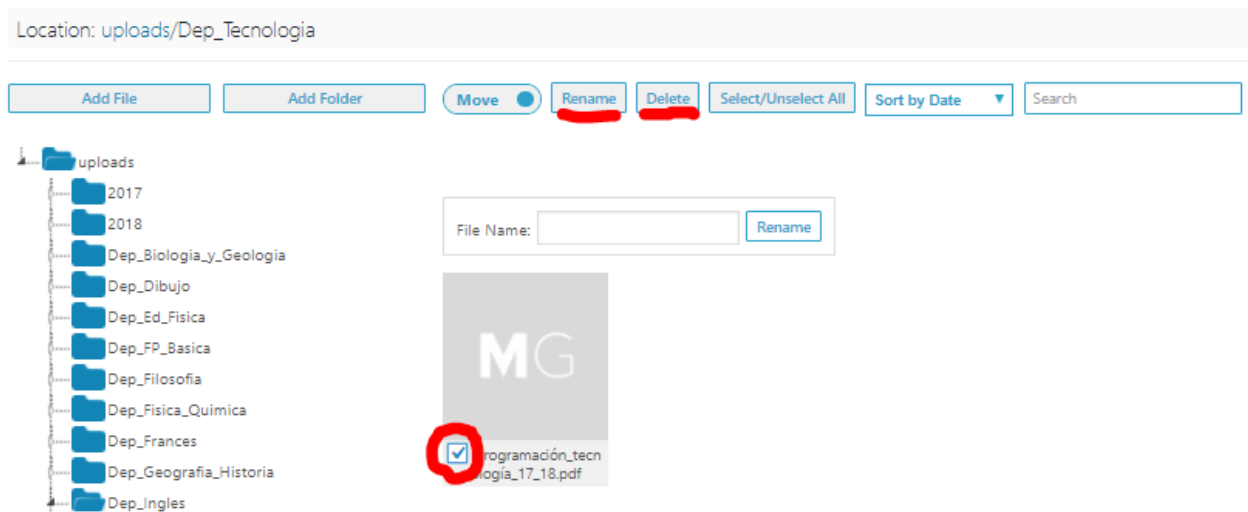 Location: uploads/Dep_Tecnologia
Add File Add Folder Move Rename Delete Select/Unselect All Sort by Date Search
uploads
2017
2018
Dep_Biologia_y_Geologia
Dep_Dibujo
Dep_Ed_Fisica
Dep_FP_Basica
Dep_Filosofia
Dep_Fisica_Quimica
Dep_Frances
Dep_Geografia_Historia
Dep_Ingles
File Name: Rename
MG
rogramación_tecn
logía_17_18.pdf